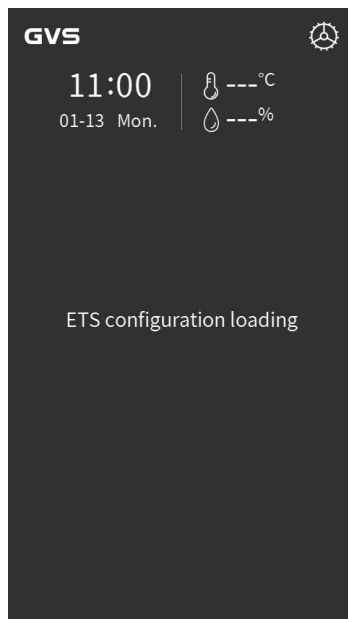 GVS
11:00
01-13 Mon.
---°C
---%
ETS configuration loading